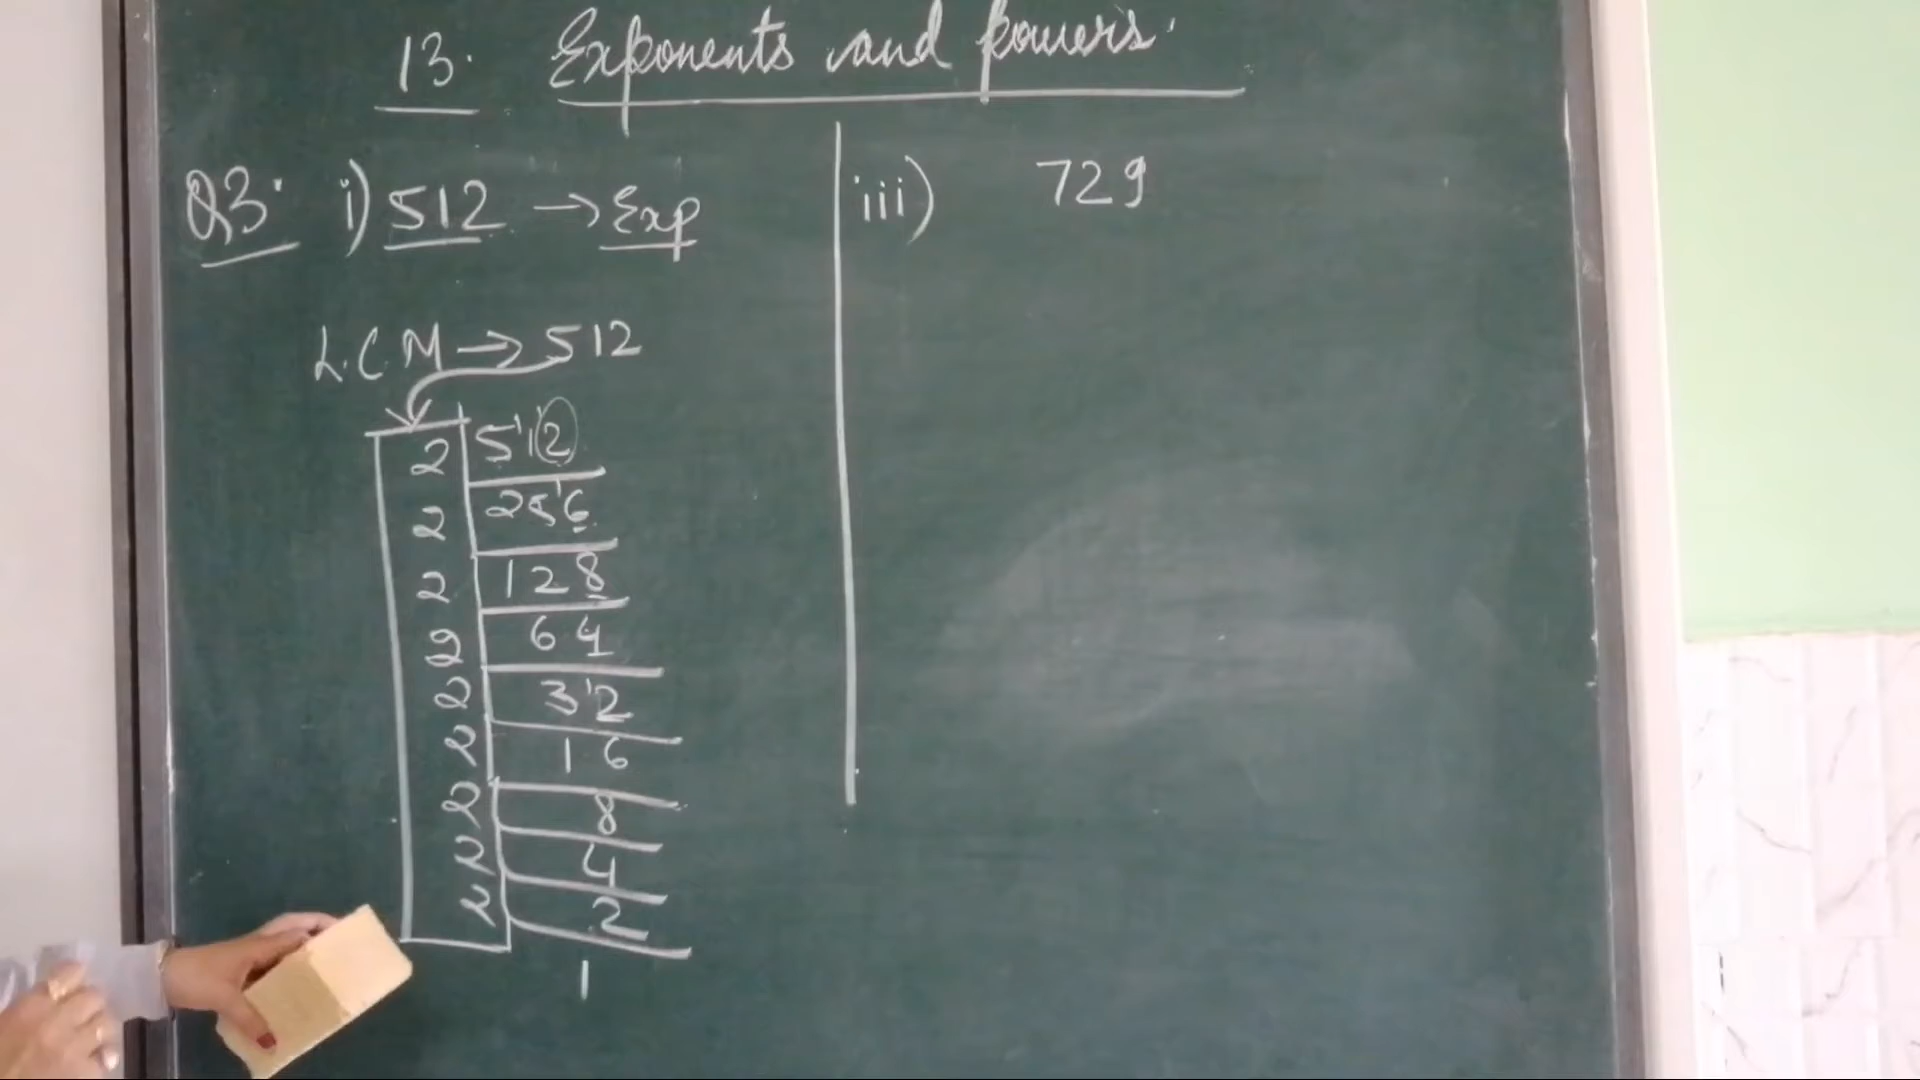 13. Exponents and powers.
Q3. i) 512 → Exp
L.C.M → 512
2 512
2 256
2 128
2 64
2 32
2 16
2 8
2 4
2 2
1
iii) 729